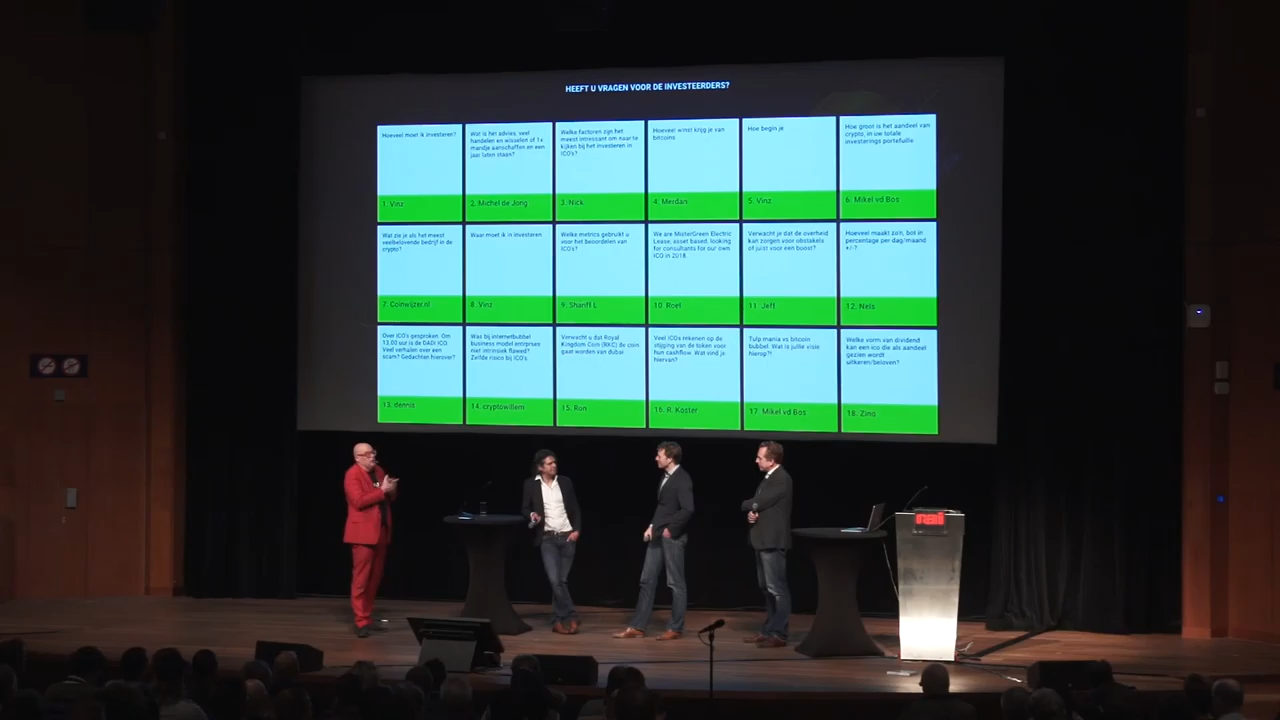 HEEFT U VRAGEN VOOR DE INVESTEERDERS?
Hoeveel moet ik investeren?
1. Vinz
Wat is het advies, veel
handelen en wisselen of 1x
mandje aanschaffen en een
jaar laten staan?
2. Michel de Jong
Welke factoren zijn het
meest intressant om naar te
kijken bij het investeren in
ICO's?
3. Nick
Hoeveel winst krijg je van
bitcoins
4. Merdan
Hoe begin je
5. Vinz
Hoe groot is het aandeel van
crypto, in uw totale
investerings portefuille
6. Mikel vd Bos
Wat zie je als het meest
veelbelovende bedrijf in de
crypto?
7. Coinwijzer.nl
Waar moet ik in investeren
8. Vinz
Welke metrics gebruikt u
voor het beoordelen van
ICO's?
9. Shariff L
We are MisterGreen Electric
Lease, asset based, looking
for consultants for our own
ICO in 2018.
10. Roel
Verwacht je dat de overheid
kan zorgen voor obstakels
of juist voor een boost?
11. Jeff
Hoeveel maakt zo'n, bot in
percentage per dag/maand
+/-?
12. Nels
Over ICO's gesproken. Om
13.00 uur is de DADI ICO.
Veel verhalen over een
scam? Gedachten hierover?
13. dennis
Was bij internetbubbel
business model entrprises
niet intrinsiek flawed?
Zelfde risico bij ICO's.
14. cryptowillem
Verwacht u dat Royal
Kingdom Coin (RKC) de coin
gaat worden van dubai
15. Ron
Veel ICOs rekenen op de
stijging van de token voor
hun cashflow. Wat vind je
hiervan?
16. R. Koster
Tulp mania vs bitcoin
bubbel. Wat is jullie visie
hierop?!
17. Mikel vd Bos
Welke vorm van dividend
kan een ico die als aandeel
gezien wordt
uitkeren/beloven?
18. Zino
rai